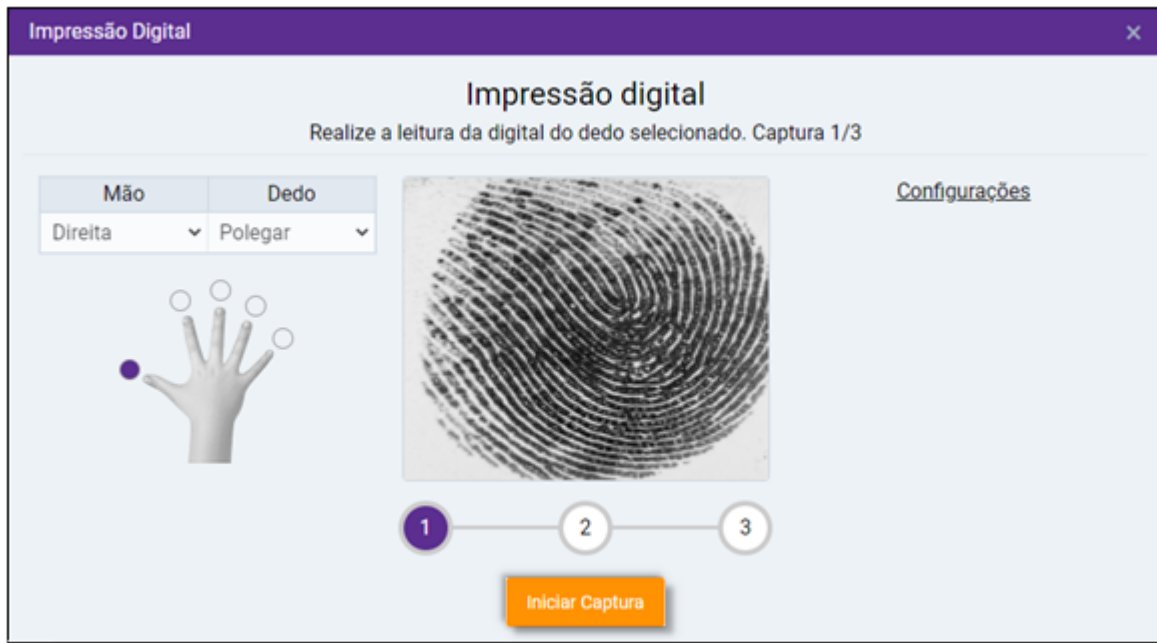 Impressão Digital
×
Impressão digital
Realize a leitura da digital do dedo selecionado. Captura 1/3
Mão Dedo
Direita Polegar
Configurações
1 2 3
Iniciar Captura